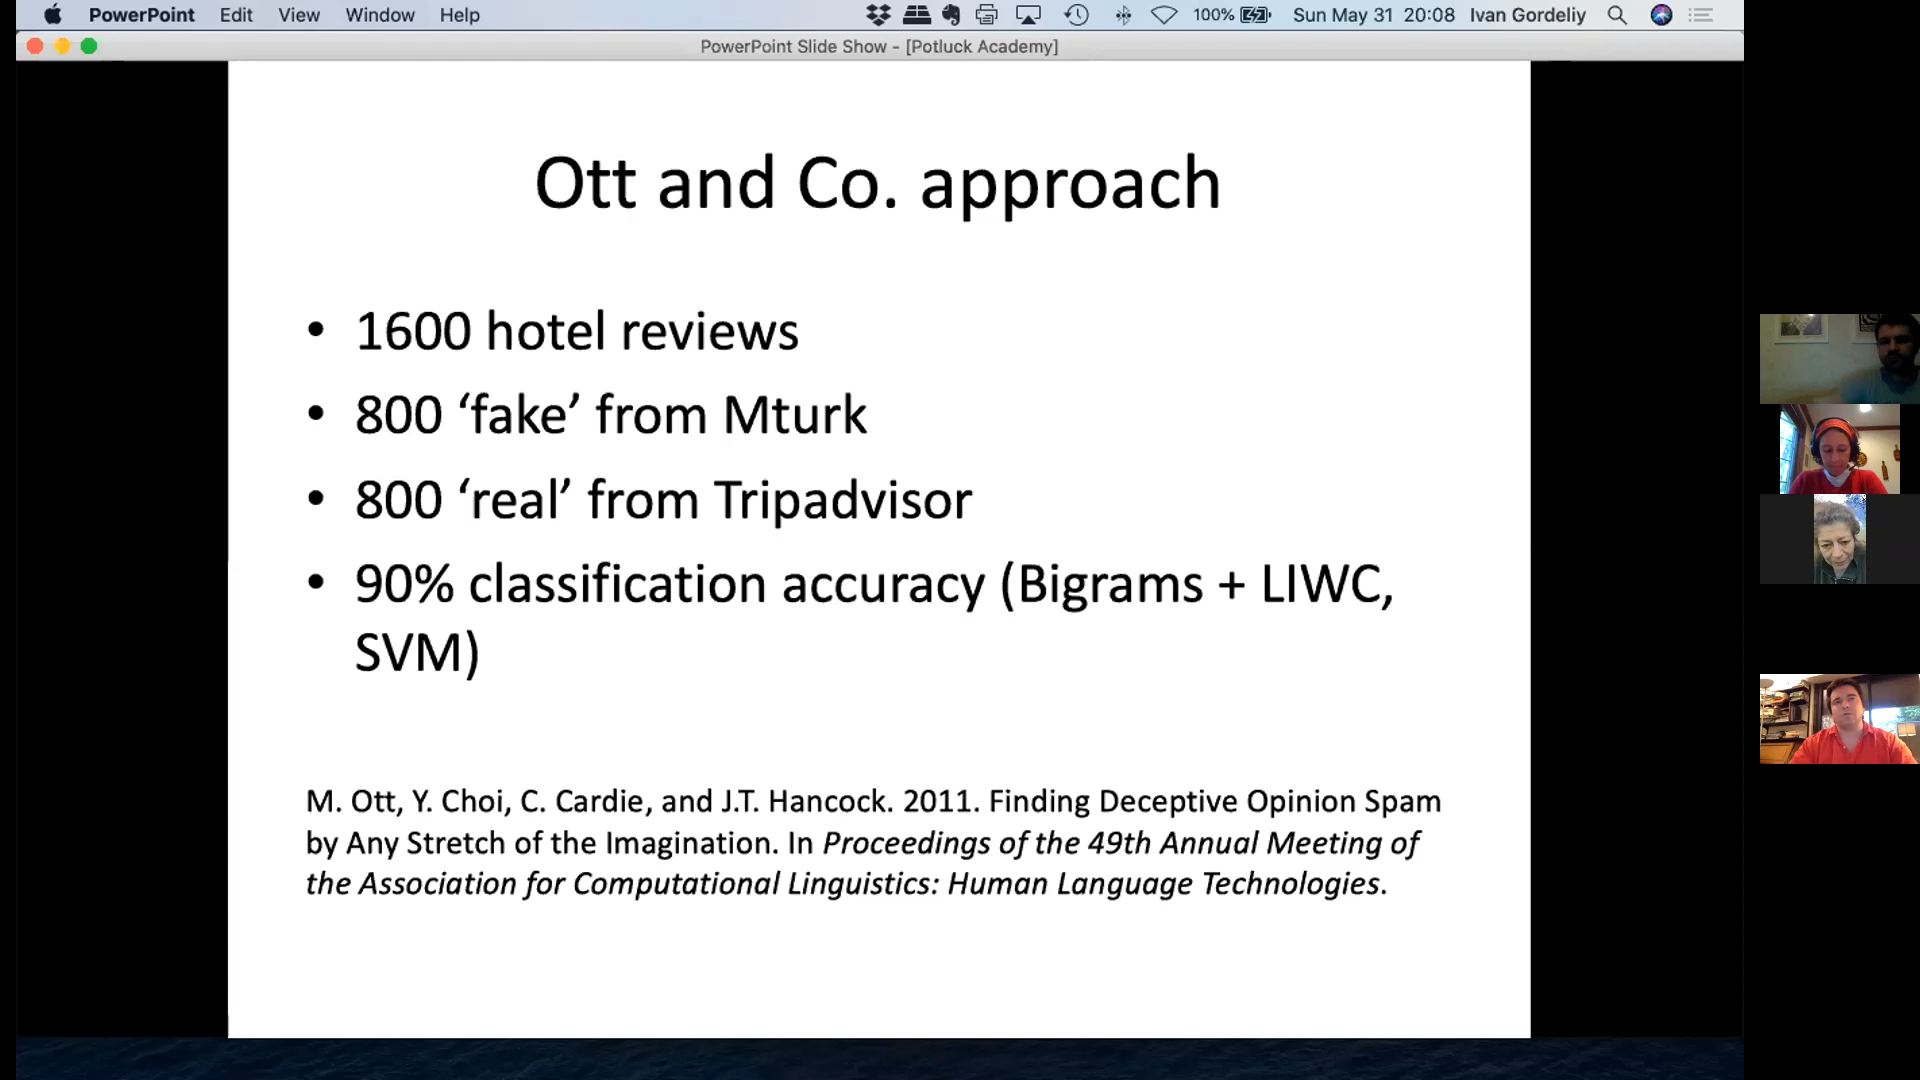 PowerPoint Edit View Window Help 100% Sun May 31 20:08 Ivan Gordeliy
PowerPoint Slide Show - [Potluck Academy]
Ott and Co. approach
• 1600 hotel reviews
• 800 ‘fake’ from Mturk
• 800 ‘real’ from Tripadvisor
• 90% classification accuracy (Bigrams + LIWC,
SVM)
M. Ott, Y. Choi, C. Cardie, and J.T. Hancock. 2011. Finding Deceptive Opinion Spam
by Any Stretch of the Imagination. In Proceedings of the 49th Annual Meeting of
the Association for Computational Linguistics: Human Language Technologies.